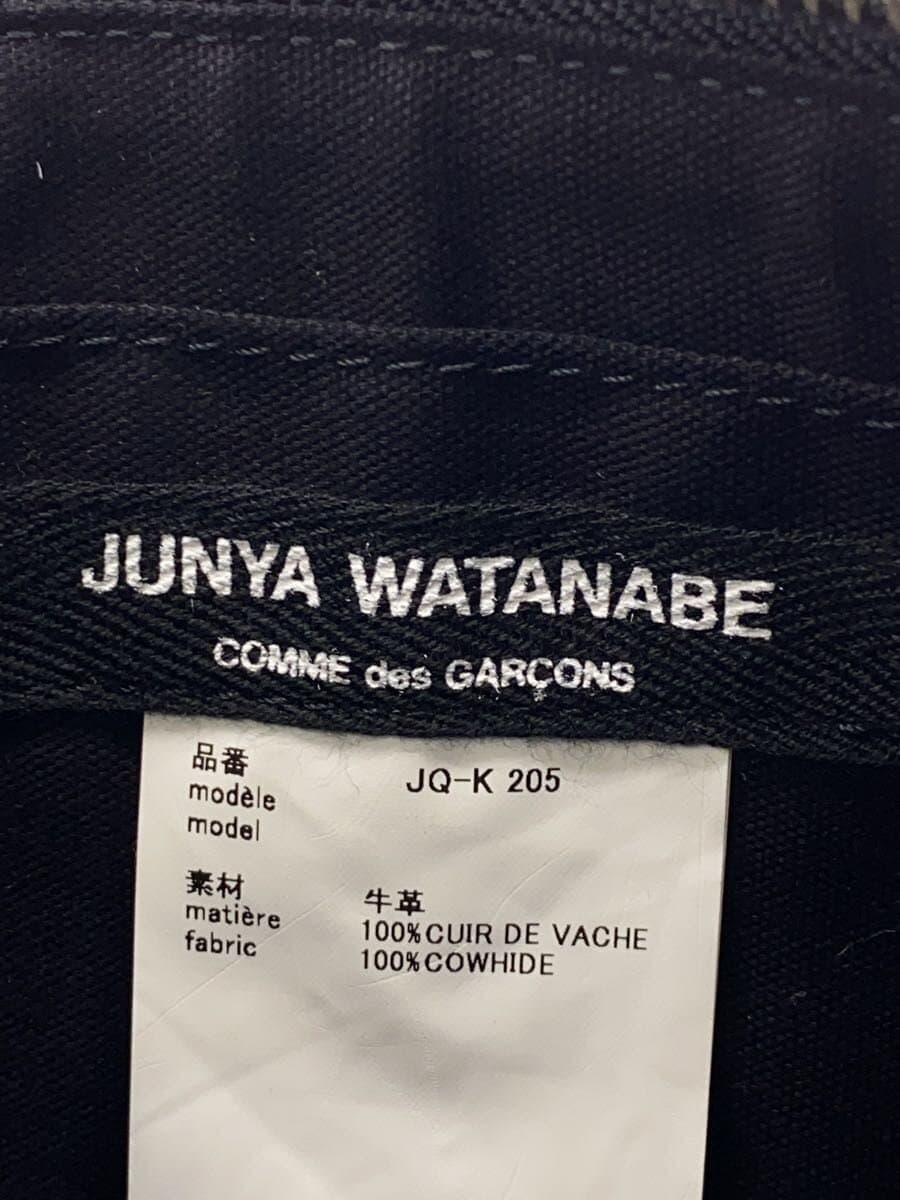 JUNYA WATANABE
COMME des GARÇONS
品番 JQ-K 205
modèle
model
素材 牛革
matière 100%CUIR DE VACHE
fabric 100%COWHIDE